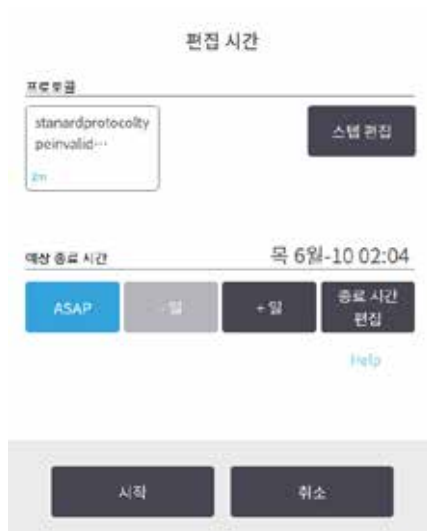 편집 시간
프로토콜
stanardprotocolty
peinvalid···
2m
스텝 편집
예상 종료 시간
목 6월-10 02:04
ASAP
- 일
+ 일
종료 시간
편집
Help
시작
취소